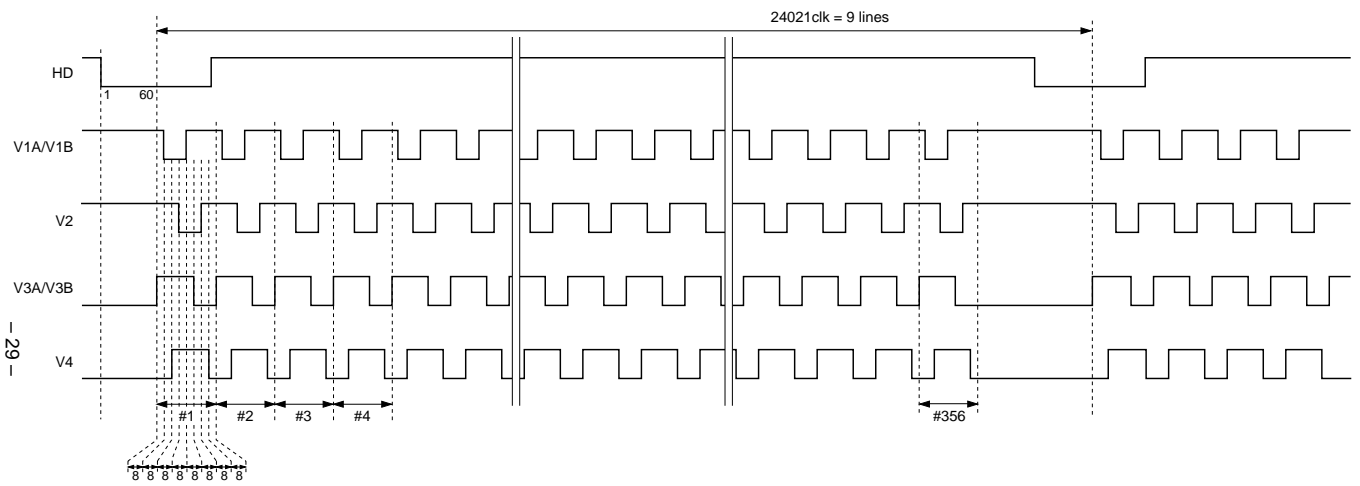 24021clk = 9 lines
HD
1 60
V1A/V1B
V2
V3A/V3B
V4
#1 #2 #3 #4 #356
8 8 8 8 8 8 8 8
– 29 –